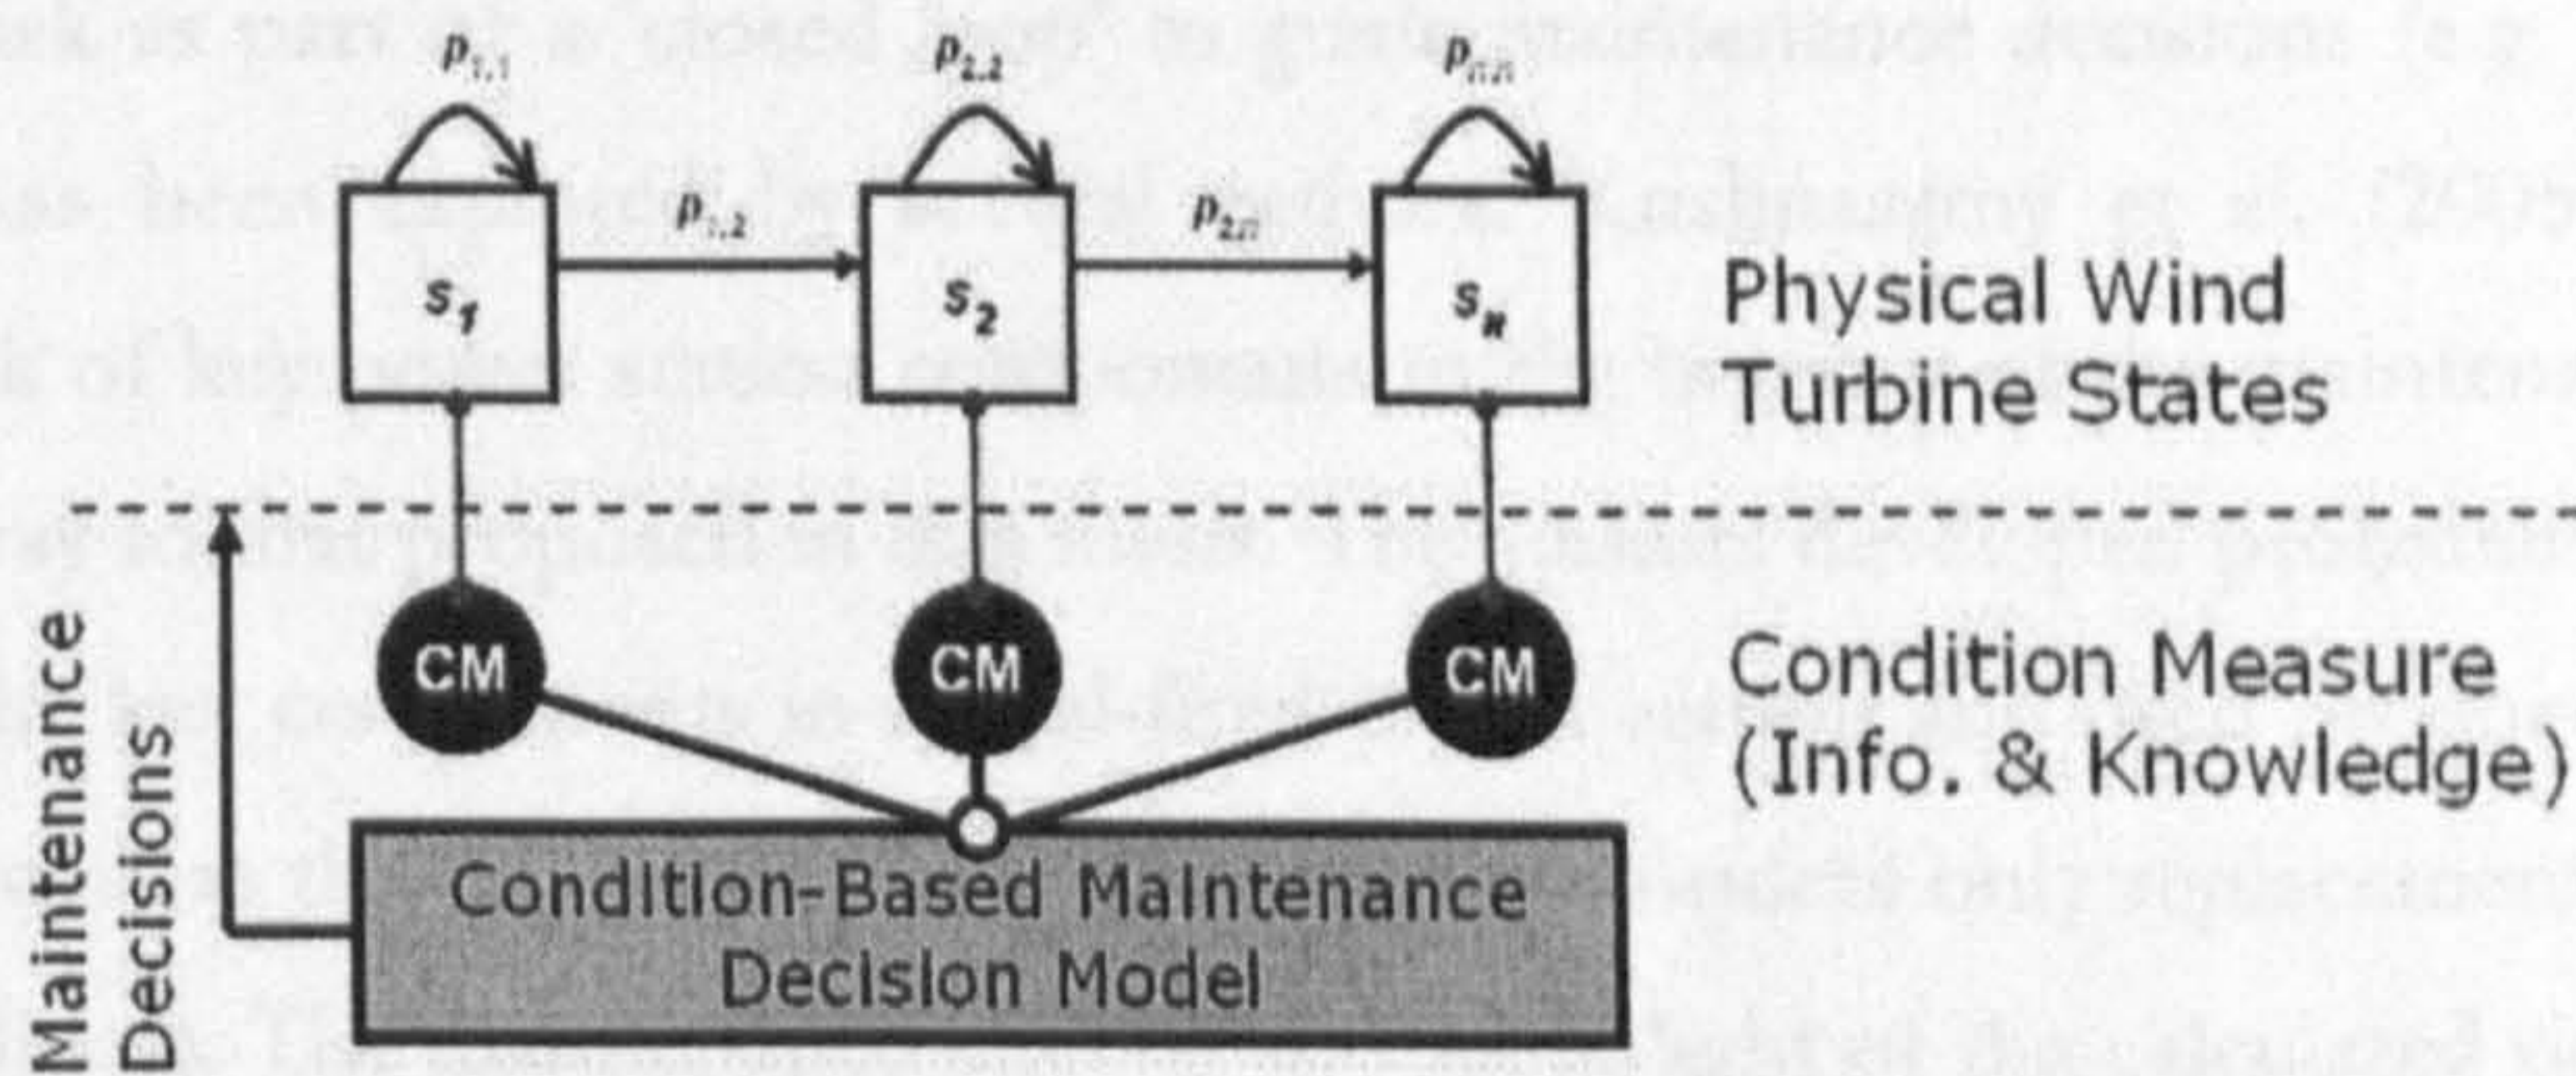 p1,1
p2,2
pn,n
p1,2
p2,n
s1
s2
sn
Physical Wind
Turbine States
CM
CM
CM
Condition Measure
(Info. & Knowledge)
Maintenance
Decisions
Condition-Based Maintenance
Decision Model